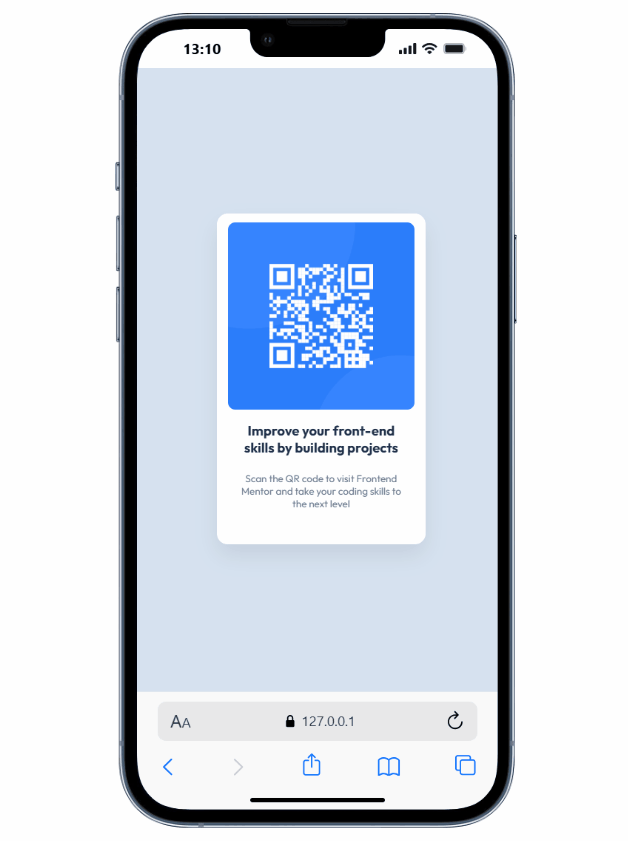 13:10
Improve your front-end
skills by building projects
Scan the QR code to visit Frontend
Mentor and take your coding skills to
the next level
AA
127.0.0.1